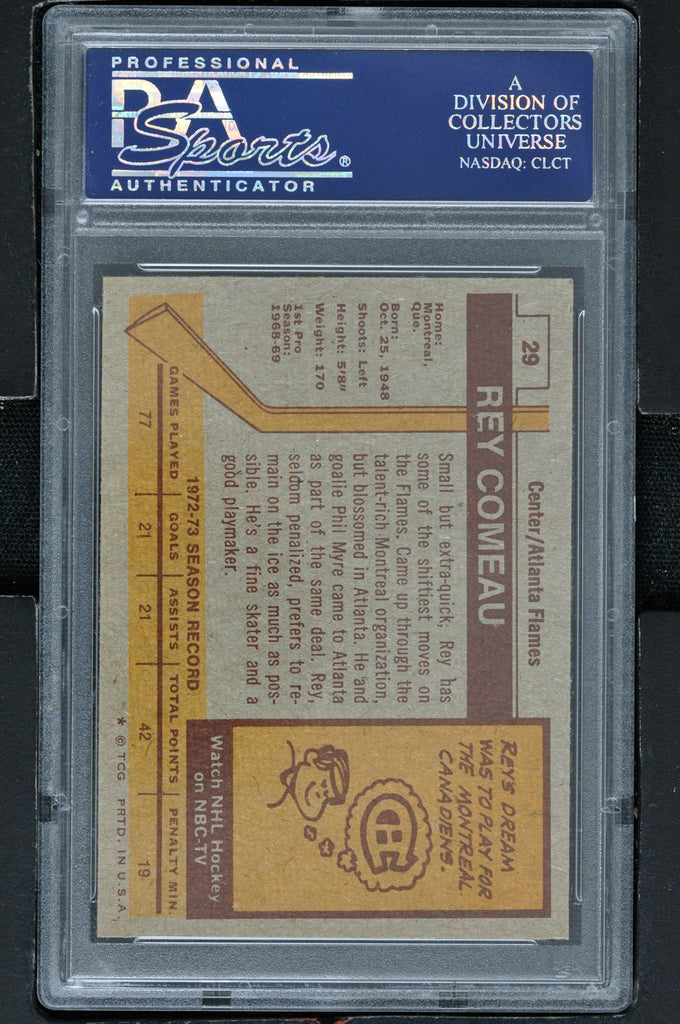 PROFESSIONAL
PSA
Sports®
AUTHENTICATOR
A
DIVISION OF
COLLECTORS
UNIVERSE
NASDAQ: CLCT
29
Center/Atlanta Flames
REY COMEAU
Home:
Montreal,
Que.
Born:
Oct. 25, 1948
Shoots: Left
Height: 5'8"
Weight: 170
1st Pro
Season:
1968-69
Small but extra-quick, Rey has
some of the shiftiest moves on
the Flames. Came up through the
talent-rich Montreal organization,
but blossomed in Atlanta. He and
goalie Phil Myre came to Atlanta
as part of the same deal. Rey,
seldom penalized, prefers to re-
main on the ice as much as pos-
sible. He's a fine skater and a
good playmaker.
REY'S DREAM
WAS TO PLAY FOR
THE MONTREAL
CANADIENS.
CH
Watch NHL Hockey
on NBC-TV
1972-73 SEASON RECORD
GAMES PLAYED GOALS ASSISTS TOTAL POINTS PENALTY MIN.
77 21 21 42 19
* © TCG PRTD. IN U.S.A.